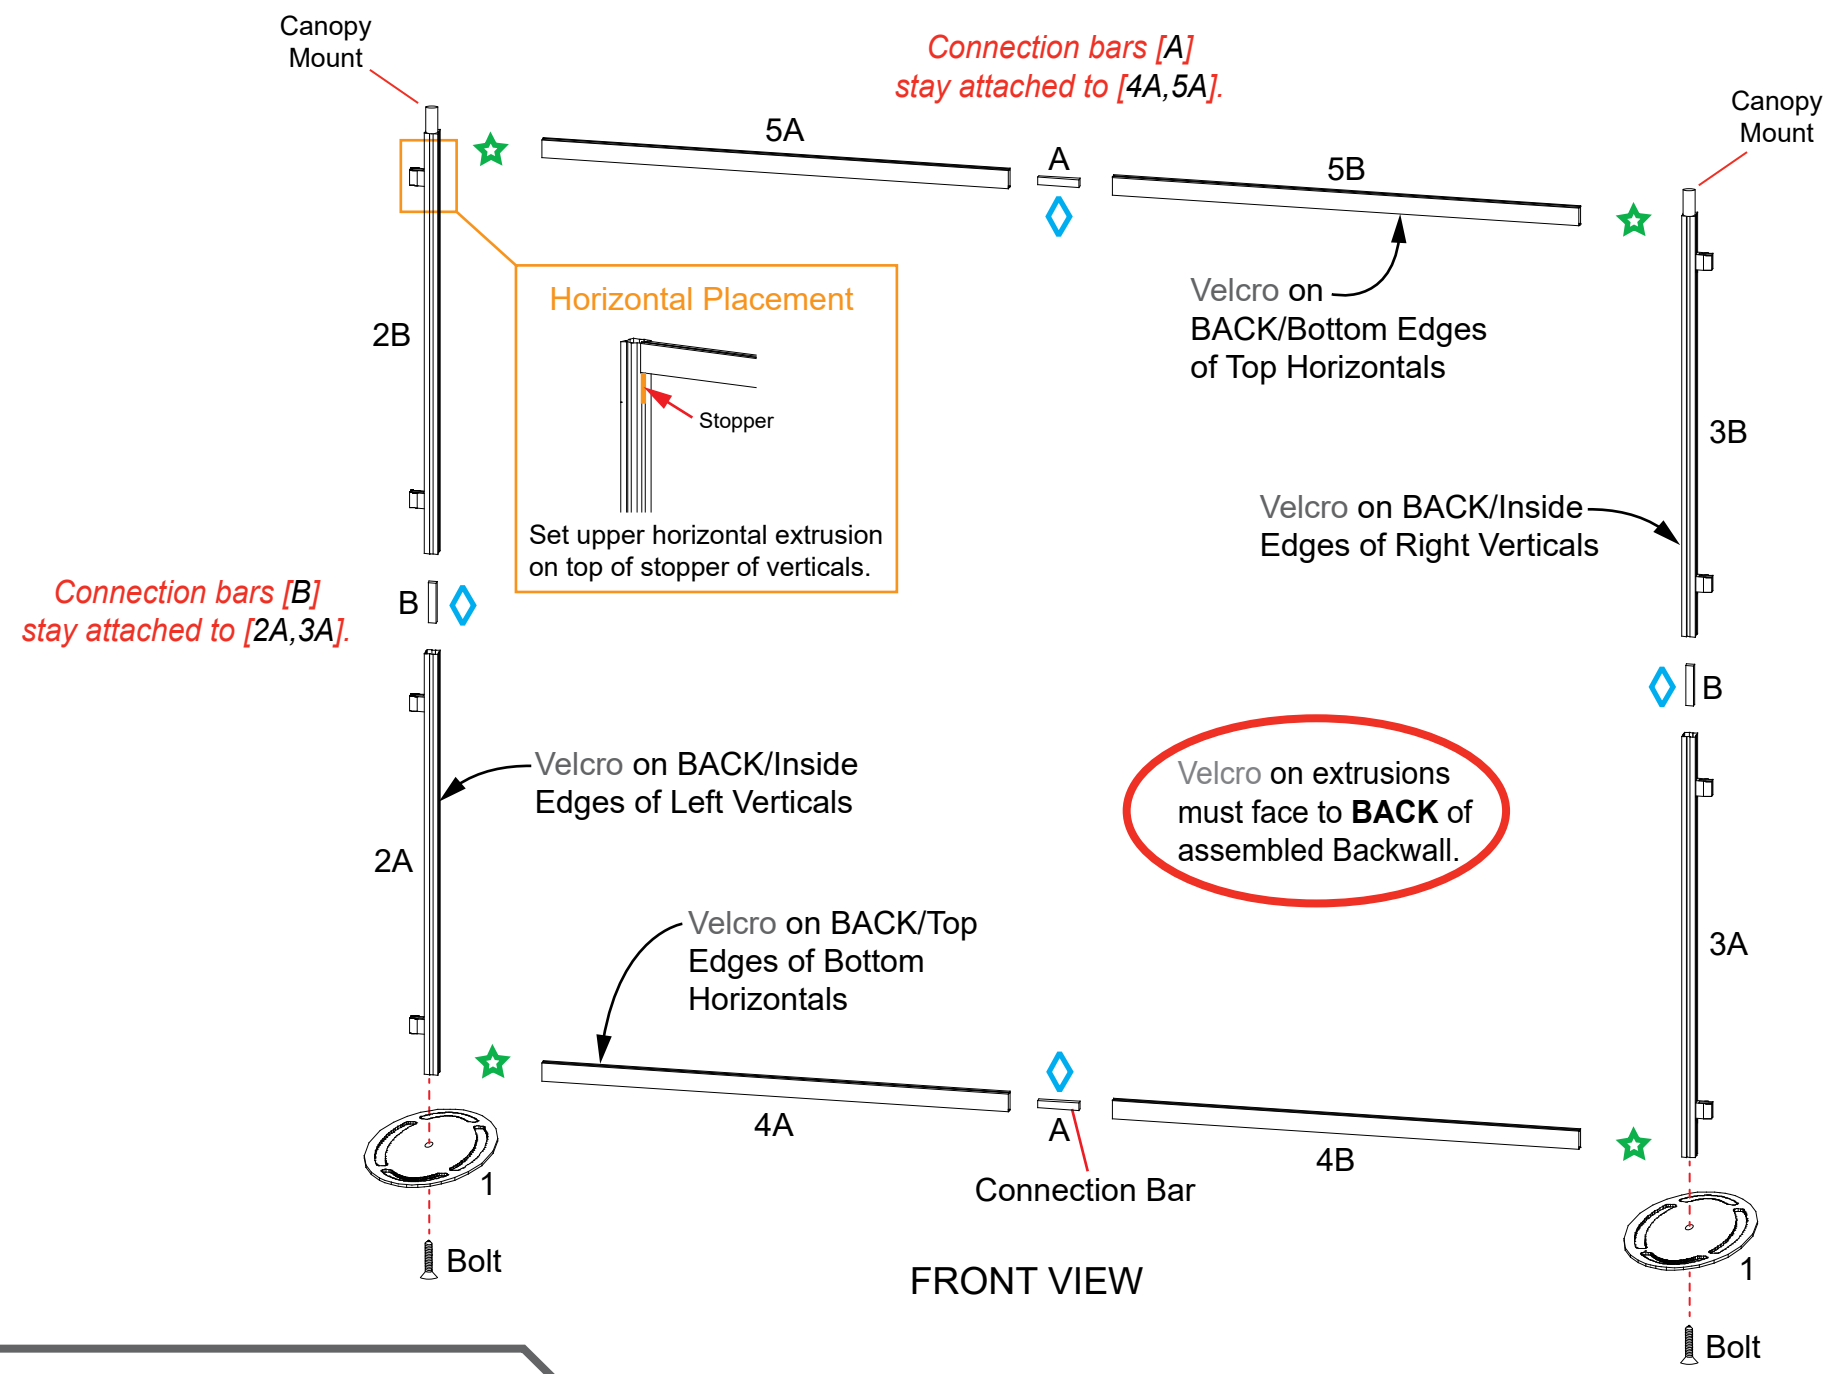 Canopy
Mount
Connection bars [A]
stay attached to [4A,5A].
Canopy
Mount
5A
A
5B
Horizontal Placement
Stopper
Set upper horizontal extrusion
on top of stopper of verticals.
Velcro on
BACK/Bottom Edges
of Top Horizontals
2B
3B
Velcro on BACK/Inside
Edges of Right Verticals
Connection bars [B]
stay attached to [2A,3A].
B
B
Velcro on BACK/Inside
Edges of Left Verticals
Velcro on extrusions
must face to BACK of
assembled Backwall.
2A
Velcro on BACK/Top
Edges of Bottom
Horizontals
3A
4A
A
4B
Connection Bar
1
Bolt
FRONT VIEW
1
Bolt